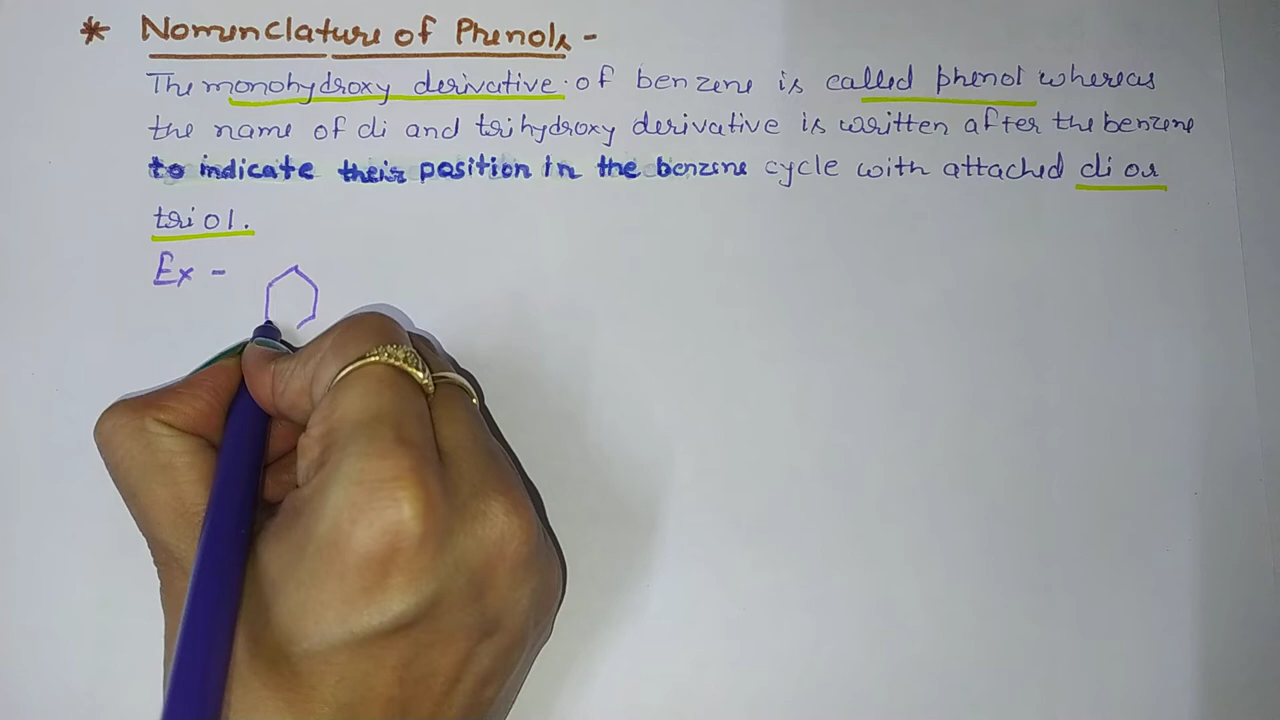 * Nomenclature of Phenols -
The monohydroxy derivative of benzene is called phenol whereas
the name of di and trihydroxy derivative is written after the benzene
to indicate their position in the benzene cycle with attached di or
triol.
Ex -